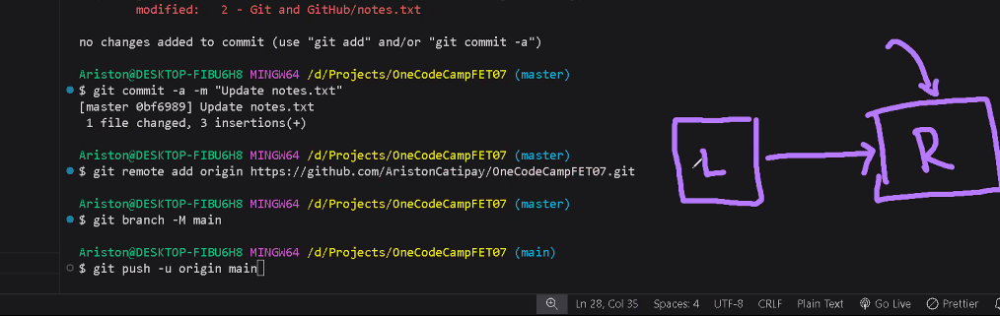 modified:   2 - Git and GitHub/notes.txt
no changes added to commit (use "git add" and/or "git commit -a")
Ariston@DESKTOP-FIBU6H8 MINGW64 /d/Projects/OneCodeCampFET07 (master)
$ git commit -a -m "Update notes.txt"
[master 0bf6989] Update notes.txt
1 file changed, 3 insertions(+)
Ariston@DESKTOP-FIBU6H8 MINGW64 /d/Projects/OneCodeCampFET07 (master)
$ git remote add origin https://github.com/AristonCatipay/OneCodeCampFET07.git
Ariston@DESKTOP-FIBU6H8 MINGW64 /d/Projects/OneCodeCampFET07 (master)
$ git branch -M main
Ariston@DESKTOP-FIBU6H8 MINGW64 /d/Projects/OneCodeCampFET07 (main)
$ git push -u origin main
L
R
Ln 28, Col 35 Spaces: 4 UTF-8 CRLF Plain Text Go Live Prettier